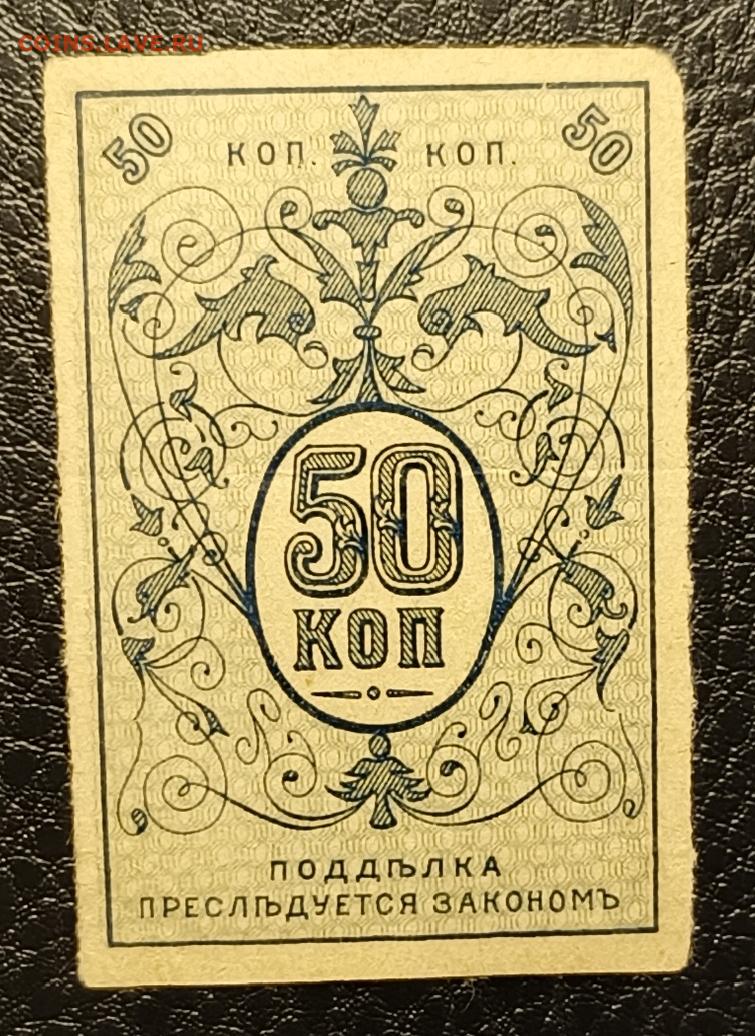 COINS.LAVE.RU
50 КОП. КОП. 50
50
КОП
ПОДДѢЛКА
ПРЕСЛѢДУЕТСЯ ЗАКОНОМЪ